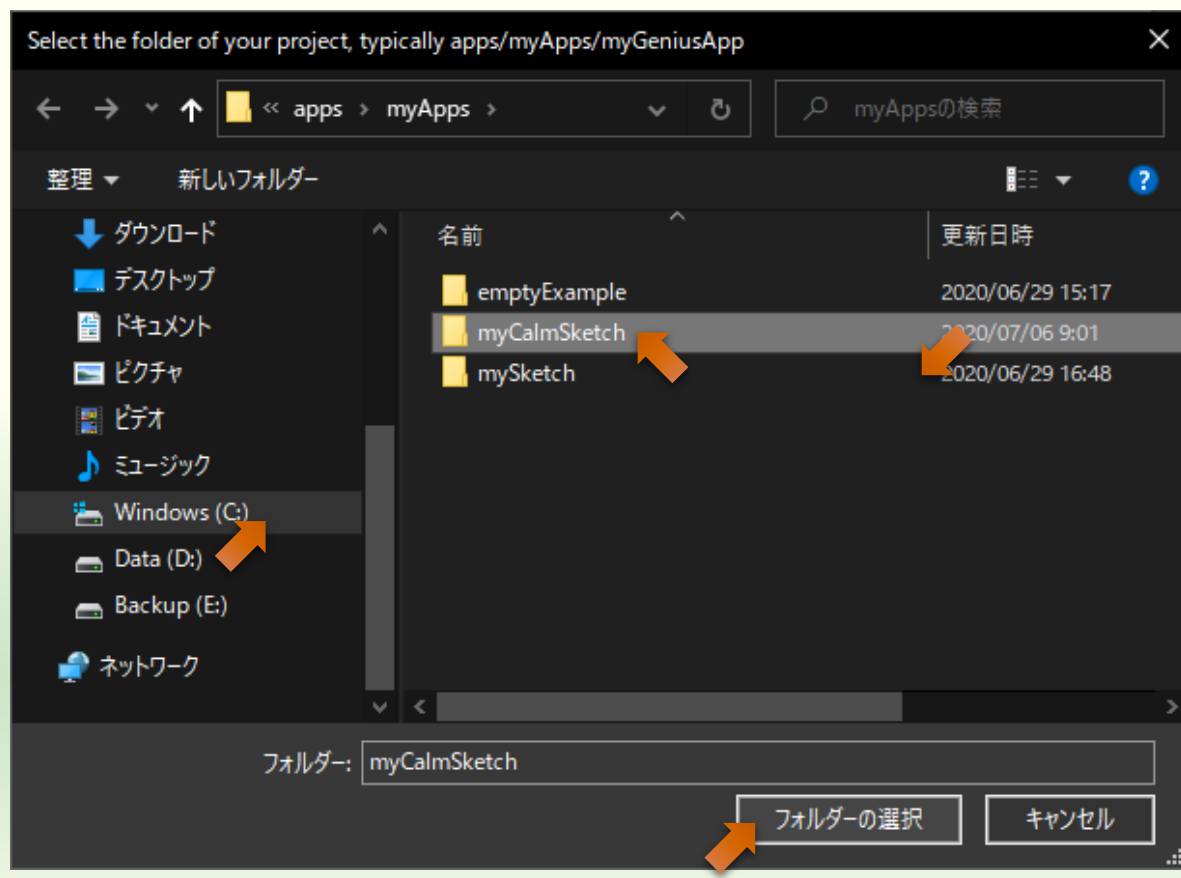 Select the folder of your project, typically apps/myApps/myGeniusApp
« apps › myApps ›
myAppsの検索
整理
新しいフォルダー
ダウンロード
デスクトップ
ドキュメント
ピクチャ
ビデオ
ミュージック
Windows (C:)
Data (D:)
Backup (E:)
ネットワーク
名前 更新日時
emptyExample 2020/06/29 15:17
myCalmSketch 2020/07/06 9:01
mySketch 2020/06/29 16:48
フォルダー: myCalmSketch
フォルダーの選択 キャンセル